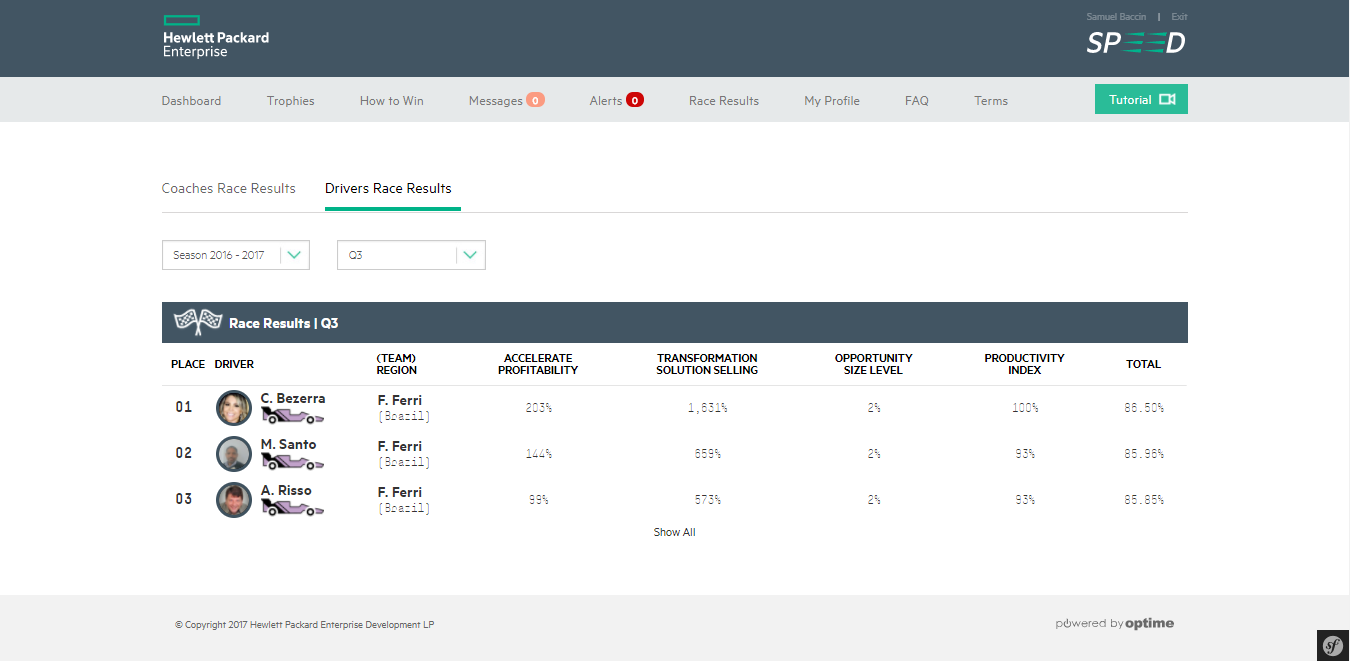 Hewlett Packard
Enterprise
Samuel Baccin | Exit
SPEED
Dashboard Trophies How to Win Messages 0 Alerts 0 Race Results My Profile FAQ Terms Tutorial
Coaches Race Results Drivers Race Results
Season 2016 - 2017 Q3
Race Results | Q3
PLACE DRIVER (TEAM) REGION ACCELERATE PROFITABILITY TRANSFORMATION SOLUTION SELLING OPPORTUNITY SIZE LEVEL PRODUCTIVITY INDEX TOTAL
01 C. Bezerra F. Ferri 203% 1,631% 2% 100% 86.50%
(Brazil)
02 M. Santo F. Ferri 144% 659% 2% 93% 85.96%
(Brazil)
03 A. Risso F. Ferri 99% 573% 2% 93% 85.85%
(Brazil)
Show All
© Copyright 2017 Hewlett Packard Enterprise Development LP powered by optime
sf